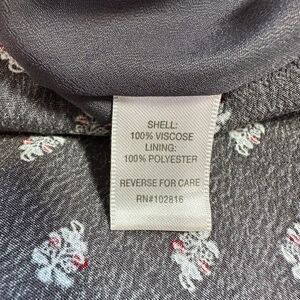 SHELL:
100% VISCOSE
LINING:
100% POLYESTER
REVERSE FOR CARE
RN#102816